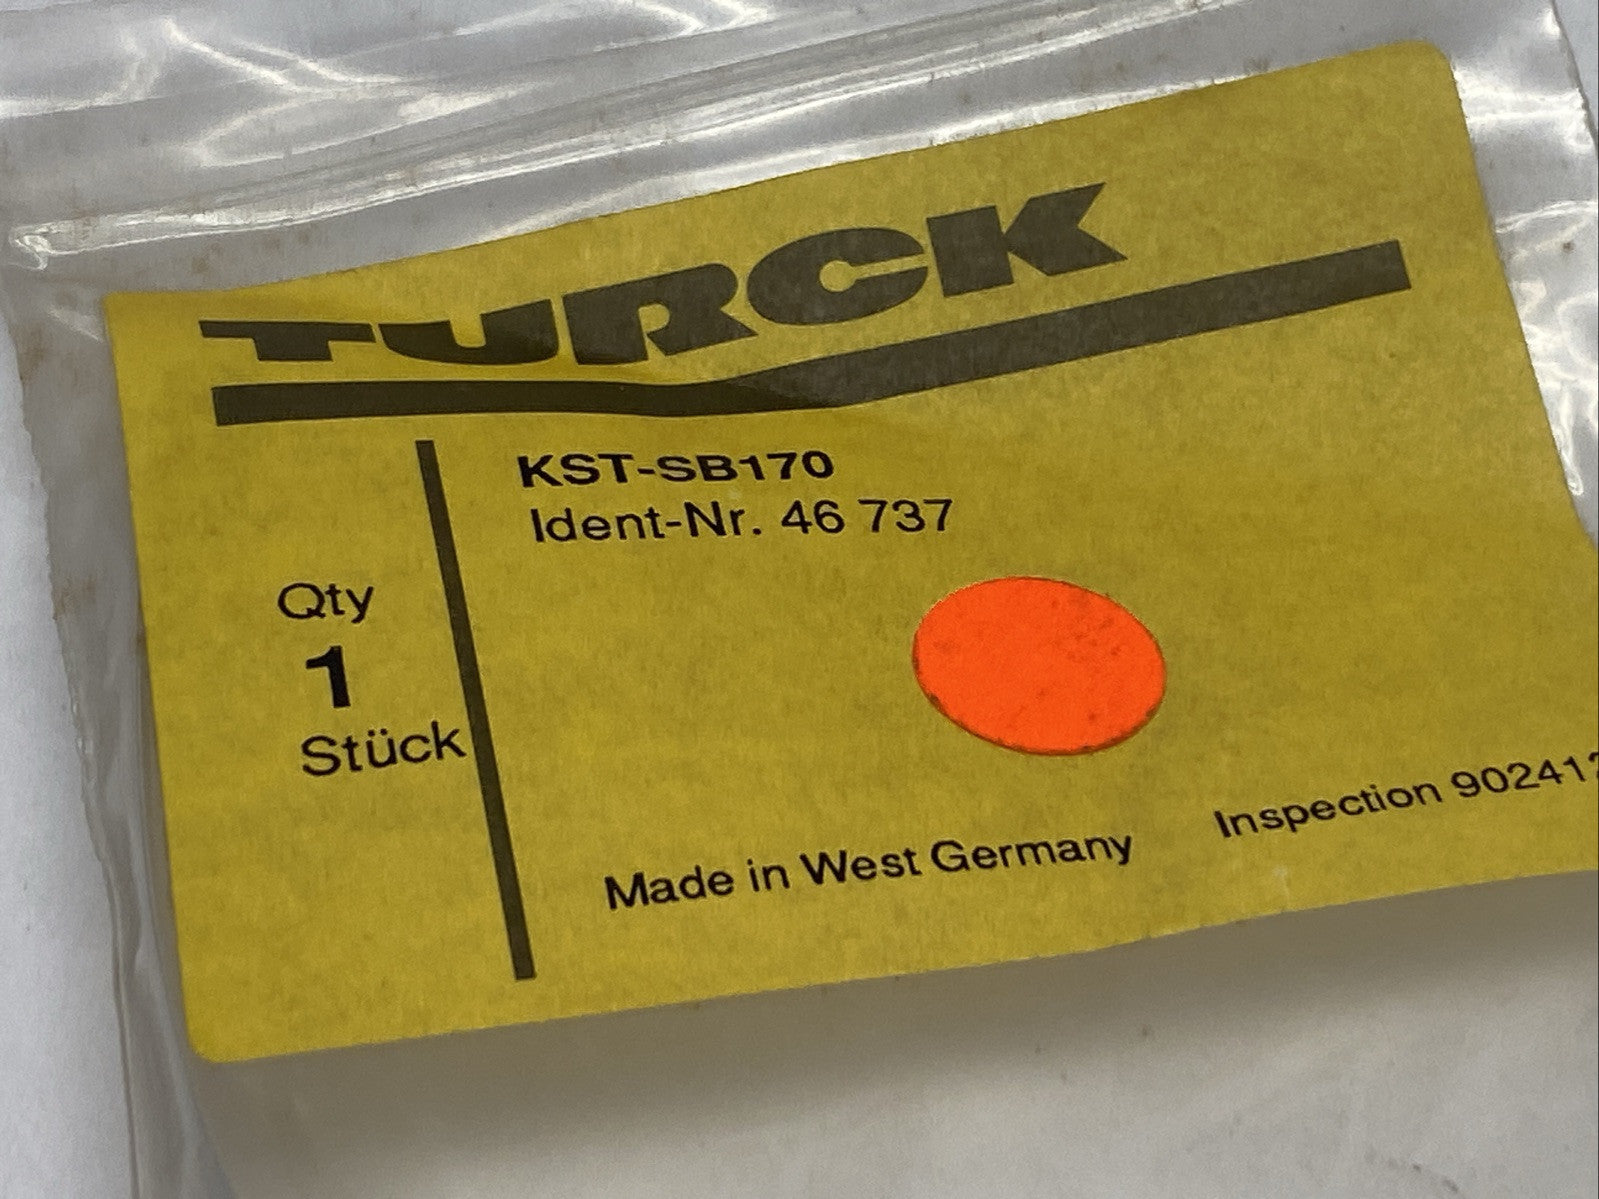 TURCK
KST-SB170
Ident-Nr. 46 737
Qty
1
Stück
Made in West Germany
Inspection